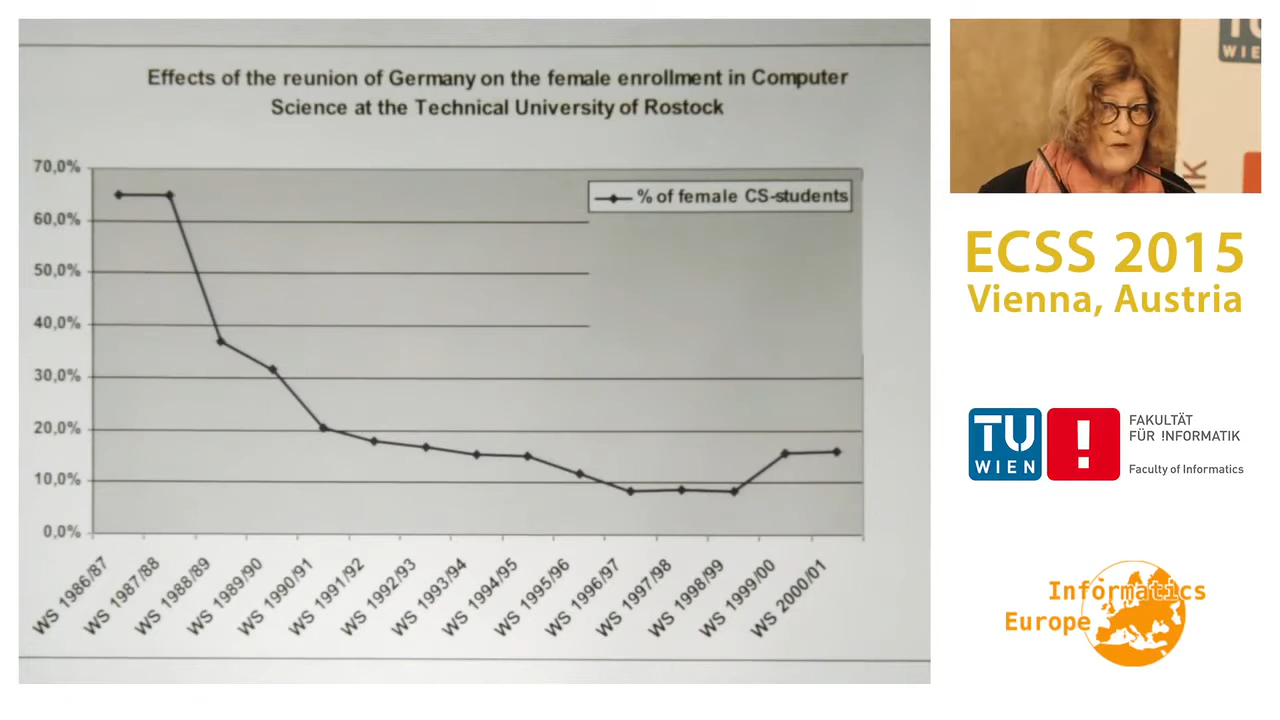 Effects of the reunion of Germany on the female enrollment in Computer
Science at the Technical University of Rostock
70,0%
60,0%
50,0%
40,0%
30,0%
20,0%
10,0%
0,0%
% of female CS-students
WS 1986/87
WS 1987/88
WS 1988/89
WS 1989/90
WS 1990/91
WS 1991/92
WS 1992/93
WS 1993/94
WS 1994/95
WS 1995/96
WS 1996/97
WS 1997/98
WS 1998/99
WS 1999/00
WS 2000/01
TU
WIE
IK
ECSS 2015
Vienna, Austria
TU
WIEN
!
FAKULTÄT
FÜR !NFORMATIK
Faculty of Informatics
Informatics
Europe